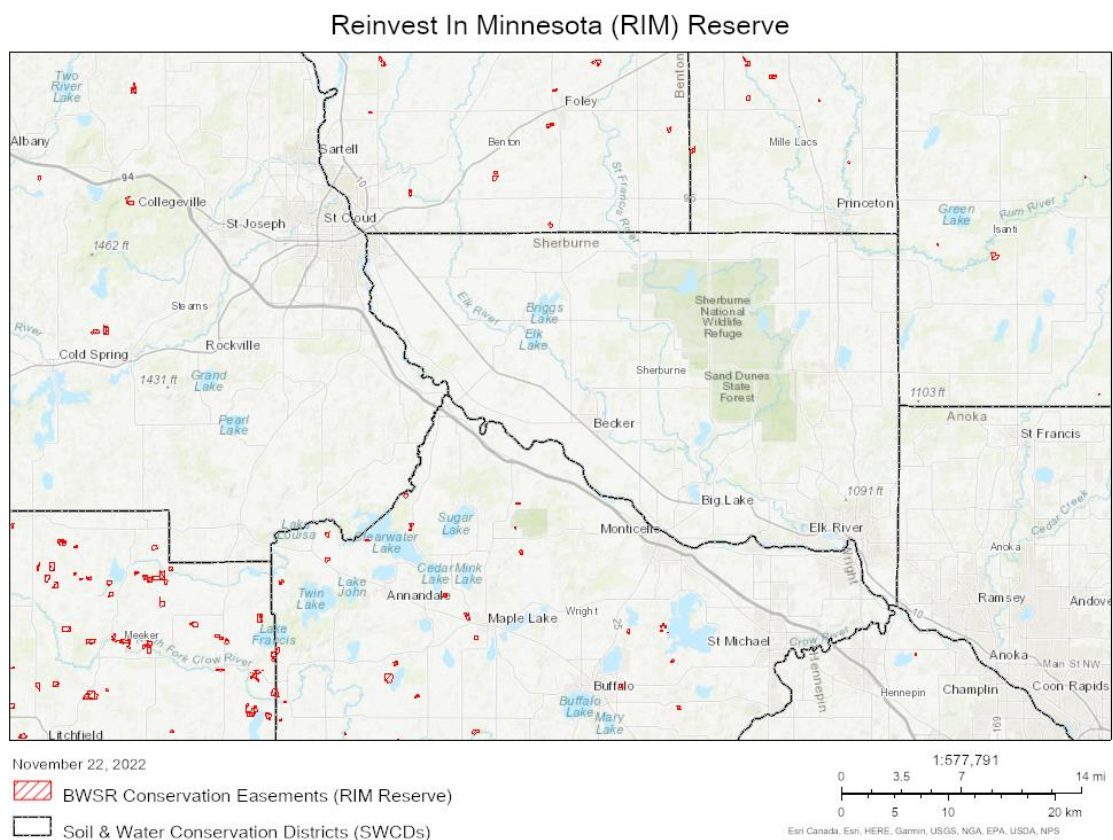 Reinvest In Minnesota (RIM) Reserve
Two
River
Lake
Foley
Benton
Albany
Benton
Mille Lacs
Sartell
94
10
Collegeville
St Francis River
95
Princeton
Green
Lake
Rum River
Isanti
St Joseph
St Cloud
1462 ft
Sherburne
Stearns
Elk River
Briggs
Lake
Elk
Lake
Sherburne
National
Wildlife
Refuge
River
Cold Spring
Rockville
Sherburne
Grand
Lake
1431 ft
Sand Dunes
State
Forest
1103 ft
Pearl
Lake
Becker
Anoka
St Francis
Big Lake
1091 ft
Sugar
Lake
Monticello
Elk River
Cedar Creek
Lake
Louisa
Clearwater
Lake
Wright
Anoka
Cedar
Lake
Mink
Lake
Lake
John
Twin
Lake
Annandale
Ramsey
Andove
10
Maple Lake
Wright
25
Meeker
North Fork Crow River
Lake
Francis
St Michael
Crow River
Hennepin
Anoka
Man St NW
Buffalo
Hennepin
Champlin
Coon Rapids
Buffalo
Lake
Mary
Lake
169
Litchfield
November 22, 2022
BWSR Conservation Easements (RIM Reserve)
Soil & Water Conservation Districts (SWCDs)
1:577,791
0 3.5 7 14 mi
0 5 10 20 km
Esri Canada, Esri, HERE, Garmin, USGS, NGA, EPA, USDA, NPS